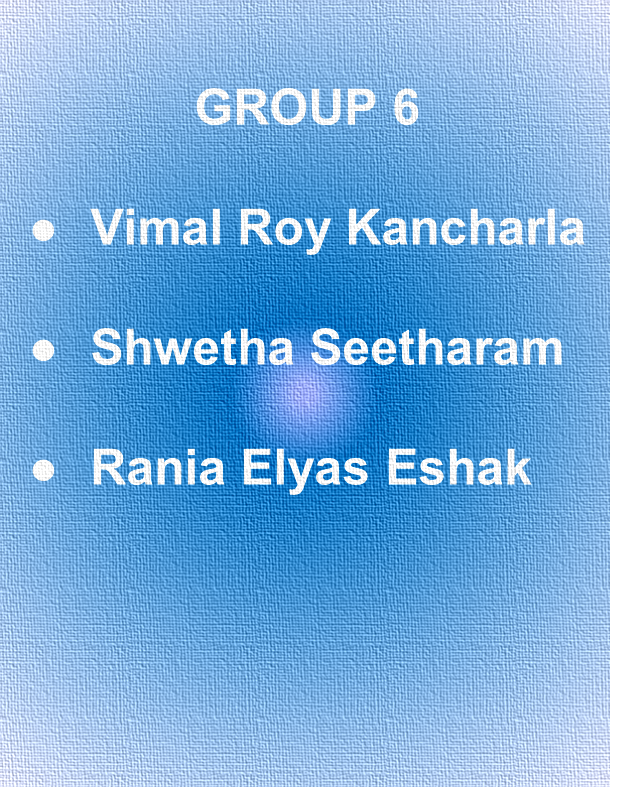 GROUP 6
● Vimal Roy Kancharla
● Shwetha Seetharam
● Rania Elyas Eshak